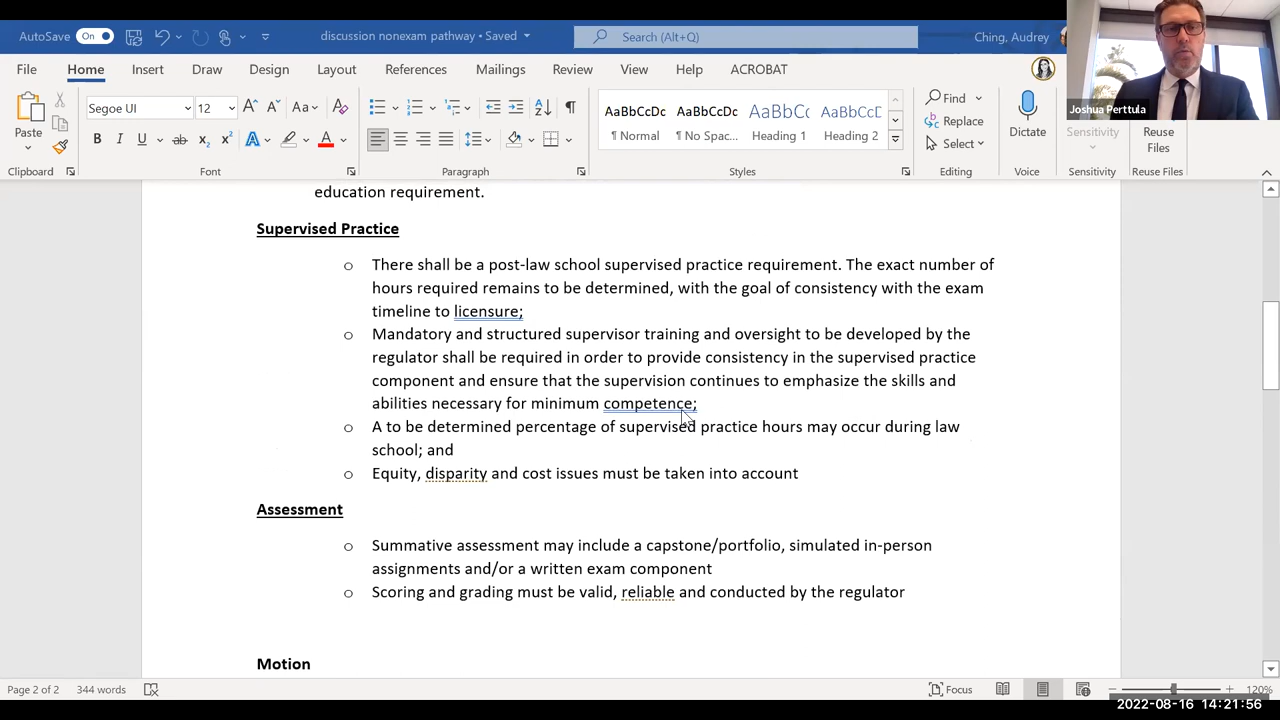 AutoSave On discussion nonexam pathway • Saved Search (Alt+Q) Ching, Audrey
File Home Insert Draw Design Layout References Mailings Review View Help ACROBAT
Joshua Perttula
Paste
Segoe UI 12
AaBbCcDc AaBbCcDc AaBbCc AaBbCcD
¶ Normal ¶ No Spac... Heading 1 Heading 2
Find
Replace
Select
Dictate
Sensitivity
Reuse
Files
Clipboard Font Paragraph Styles Editing Voice Sensitivity Reuse Files
education requirement.
Supervised Practice
o There shall be a post-law school supervised practice requirement. The exact number of
hours required remains to be determined, with the goal of consistency with the exam
timeline to licensure;
o Mandatory and structured supervisor training and oversight to be developed by the
regulator shall be required in order to provide consistency in the supervised practice
component and ensure that the supervision continues to emphasize the skills and
abilities necessary for minimum competence;
o A to be determined percentage of supervised practice hours may occur during law
school; and
o Equity, disparity and cost issues must be taken into account
Assessment
o Summative assessment may include a capstone/portfolio, simulated in-person
assignments and/or a written exam component
o Scoring and grading must be valid, reliable and conducted by the regulator
Motion
Page 2 of 2 344 words Focus 120%
2022-08-16 14:21:56